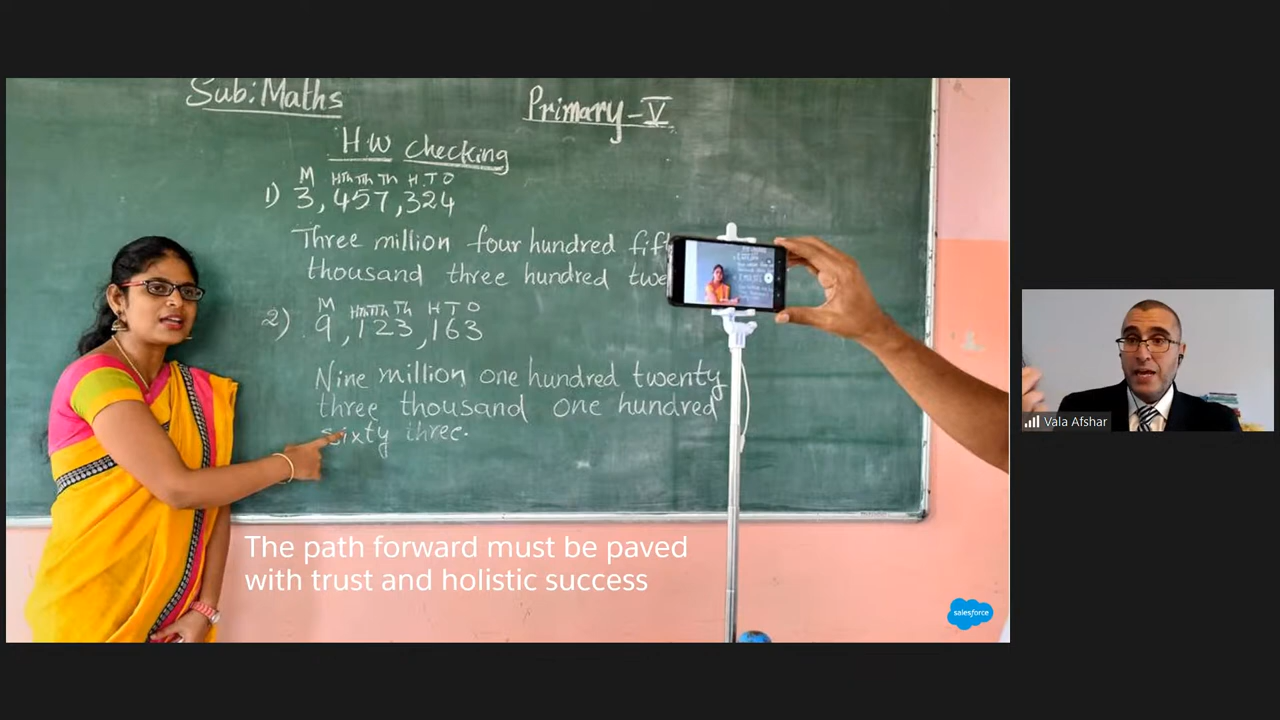 Sub: Maths
Primary - V
HW checking
M HTh TTh Th H T O
1) 3,457,324
Three million four hundred
thousand three hundred
M HTh TTh Th H T O
2) 9,123,163
Nine million one hundred twenty
three thousand one hundred
sixty three.
The path forward must be paved
with trust and holistic success
salesforce
Vala Afshar